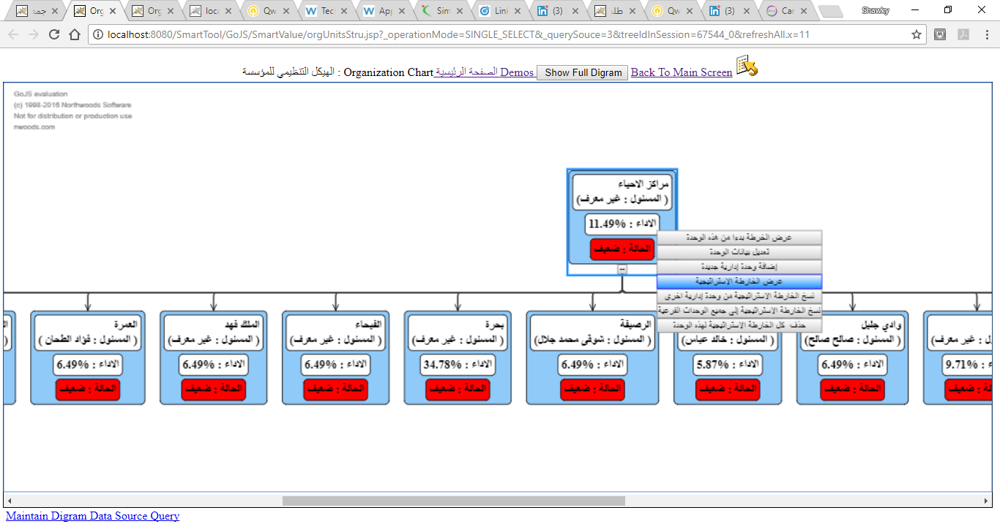 جمع
Org
Org
loca
Qw
Tec
App
Sim
Link
(3)
طلا
Qw
(3)
Car
Shawky
localhost:8080/SmartTool/GoJS/SmartValue/orgUnitsStru.jsp?_operationMode=SINGLE_SELECT&_querySouce=3&treeIdInSession=67544_0&refreshAll.x=11
الهيكل التنظيمي للمؤسسة : Organization Chart الصفحة الرئيسية Demos Show Full Digram Back To Main Screen
GoJS evaluation
(c) 1998-2016 Northwoods Software
Not for distribution or production use
nwoods.com
مراكز الاحياء
( المسئول : غير معرف)
الاداء : 11.49%
الحالة : ضعيف
عرض الخرطة بدءا من هذه الوحدة
تعديل بيانات الوحدة
إضافة وحدة إدارية جديدة
عرض الخارطة الاستراتيجية
نسخ الخارطة الاستراتيجية من وحدة إدارية اخرى
نسخ الخارطة الاستراتيجية إلى جميع الوحدات الفرعية
حذف كل الخارطة الاستراتيجية لهذه الوحدة
العمرة
( المسئول : فؤاد الطحان )
الاداء : 6.49%
الحالة : ضعيف
الملك فهد
( المسئول : غير معرف)
الاداء : 6.49%
الحالة : ضعيف
الفيحاء
( المسئول : غير معرف)
الاداء : 6.49%
الحالة : ضعيف
بحرة
( المسئول : غير معرف)
الاداء : 34.78%
الحالة : ضعيف
الرصيفة
( المسئول : شوقى محمد جلال)
الاداء : 6.49%
الحالة : ضعيف
( المسئول : خالد عباس)
الاداء : 5.87%
الحالة : ضعيف
وادي جليل
( المسئول : صالح صالح)
الاداء : 6.49%
الحالة : ضعيف
ل : غير معرف)
: 9.71%
الحالة : ض
Maintain Digram Data Source Query